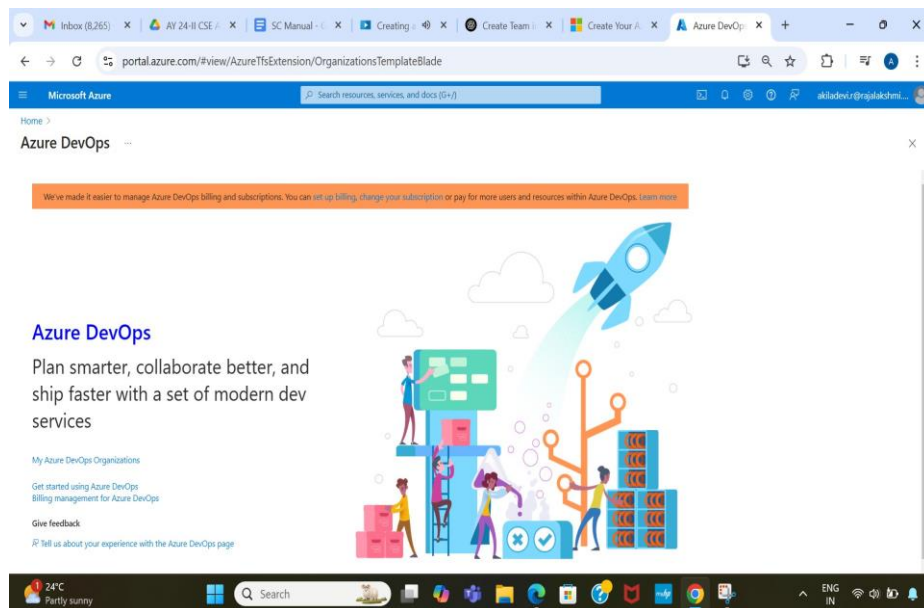 Inbox (8,265)
AY 24-II CSE
SC Manual -
Creating a
Create Team
Create Your A
Azure DevOp
portal.azure.com/#view/AzureTfsExtension/OrganizationsTemplateBlade
A
Microsoft Azure
Search resources, services, and docs (G+/)
akiladevi.r@rajalakshmi....
Home >
Azure DevOps ...
We've made it easier to manage Azure DevOps billing and subscriptions. You can set up billing, change your subscription or pay for more users and resources within Azure DevOps. Learn more
Azure DevOps
Plan smarter, collaborate better, and
ship faster with a set of modern dev
services
My Azure DevOps Organizations
Get started using Azure DevOps
Billing management for Azure DevOps
Give feedback
Tell us about your experience with the Azure DevOps page
1
24°C
Partly sunny
Search
ENG
IN